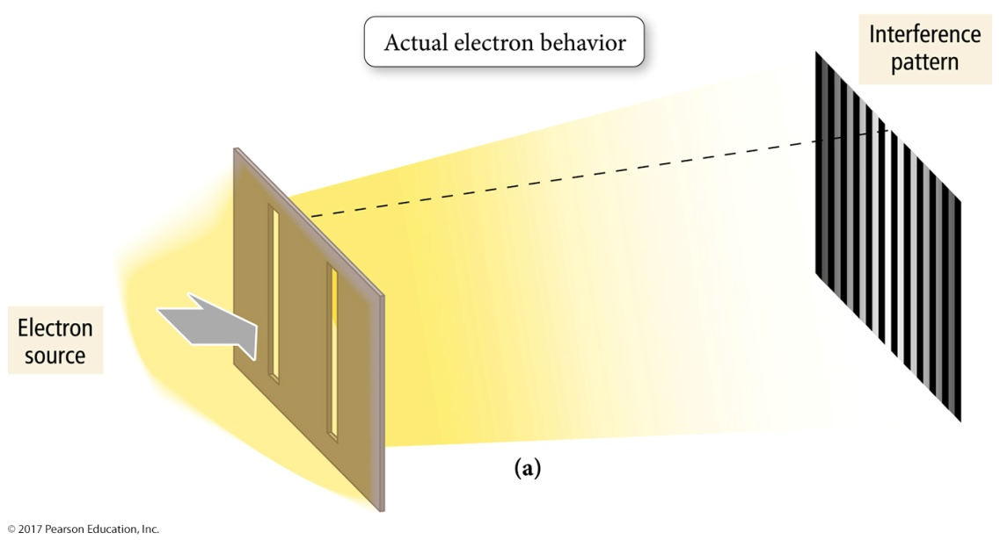 Actual electron behavior
Interference
pattern
Electron
source
(a)
© 2017 Pearson Education, Inc.